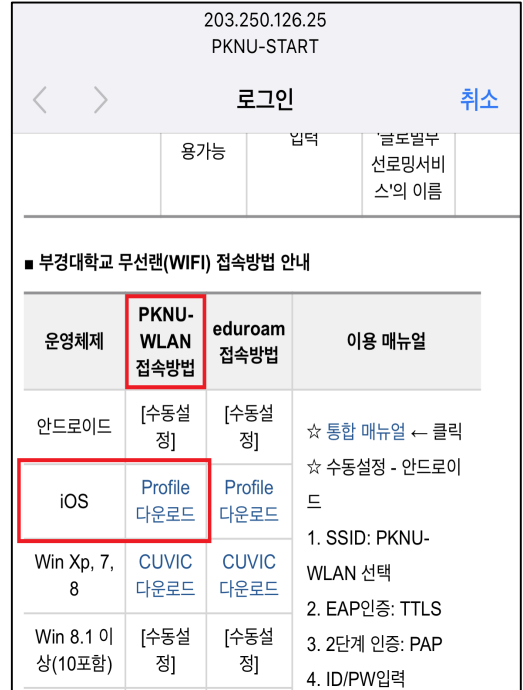 203.250.126.25
PKNU-START
로그인
취소
용가능
입력
'글로벌무
선로밍서비
스'의 이름
■ 부경대학교 무선랜(WIFI) 접속방법 안내
운영체제
PKNU-
WLAN
접속방법
eduroam
접속방법
이용 매뉴얼
안드로이드
[수동설
정]
[수동설
정]
iOS
Profile
다운로드
Profile
다운로드
Win Xp, 7,
8
CUVIC
다운로드
CUVIC
다운로드
Win 8.1 이
상(10포함)
[수동설
정]
[수동설
정]
☆ 통합 매뉴얼 ← 클릭
☆ 수동설정 - 안드로이
드
1. SSID: PKNU-
WLAN 선택
2. EAP인증: TTLS
3. 2단계 인증: PAP
4. ID/PW입력